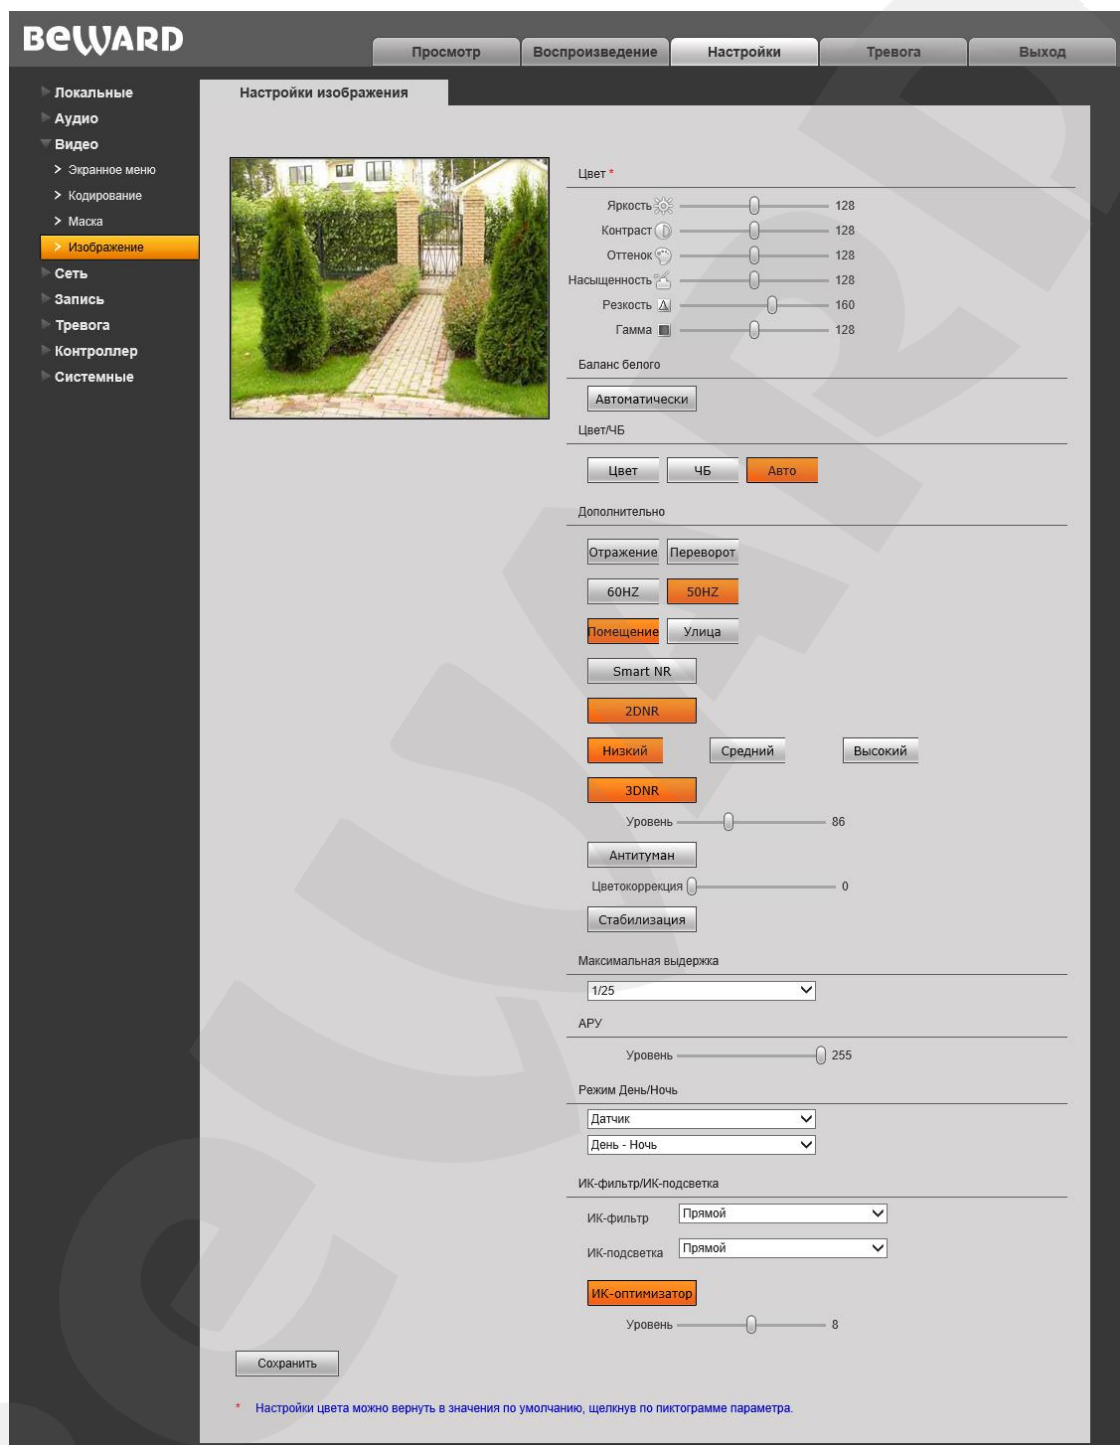 BEWARD
Просмотр Воспроизведение Настройки Тревога Выход
Локальные
Аудио
Видео
Экранное меню
Кодирование
Маска
Изображение
Сеть
Запись
Тревога
Контроллер
Системные
Настройки изображения
Цвет *
Яркость 128
Контраст 128
Оттенок 128
Насыщенность 128
Резкость 160
Гамма 128
Баланс белого
Автоматически
Цвет/ЧБ
Цвет ЧБ Авто
Дополнительно
Отражение Переворот
60HZ 50HZ
Помещение Улица
Smart NR
2DNR
Низкий Средний Высокий
3DNR
Уровень 86
Антитуман
Цветокоррекция 0
Стабилизация
Максимальная выдержка
1/25
АРУ
Уровень 255
Режим День/Ночь
Датчик
День - Ночь
ИК-фильтр/ИК-подсветка
ИК-фильтр Прямой
ИК-подсветка Прямой
ИК-оптимизатор
Уровень 8
Сохранить
* Настройки цвета можно вернуть в значения по умолчанию, щелкнув по пиктограмме параметра.